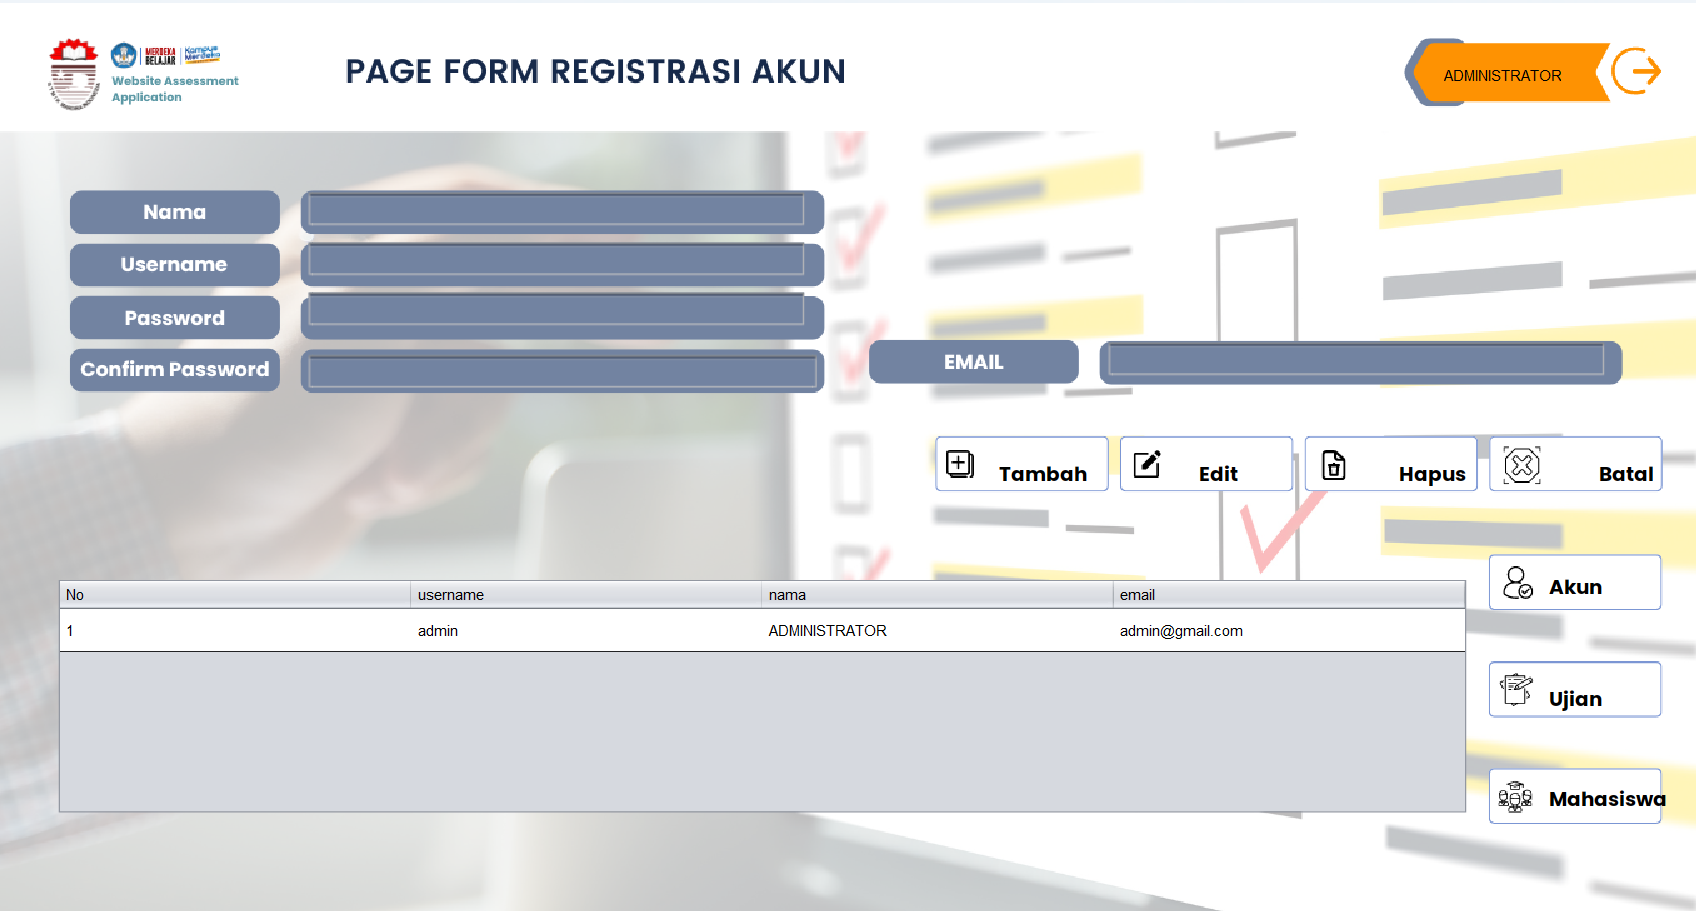 MERDEKA
BELAJAR
Kampus
Merdeka
Website Assessment
Application
PAGE FORM REGISTRASI AKUN
ADMINISTRATOR
Nama
Username
Password
Confirm Password
EMAIL
Tambah
Edit
Hapus
Batal
No username nama email
1 admin ADMINISTRATOR admin@gmail.com
Akun
Ujian
Mahasiswa